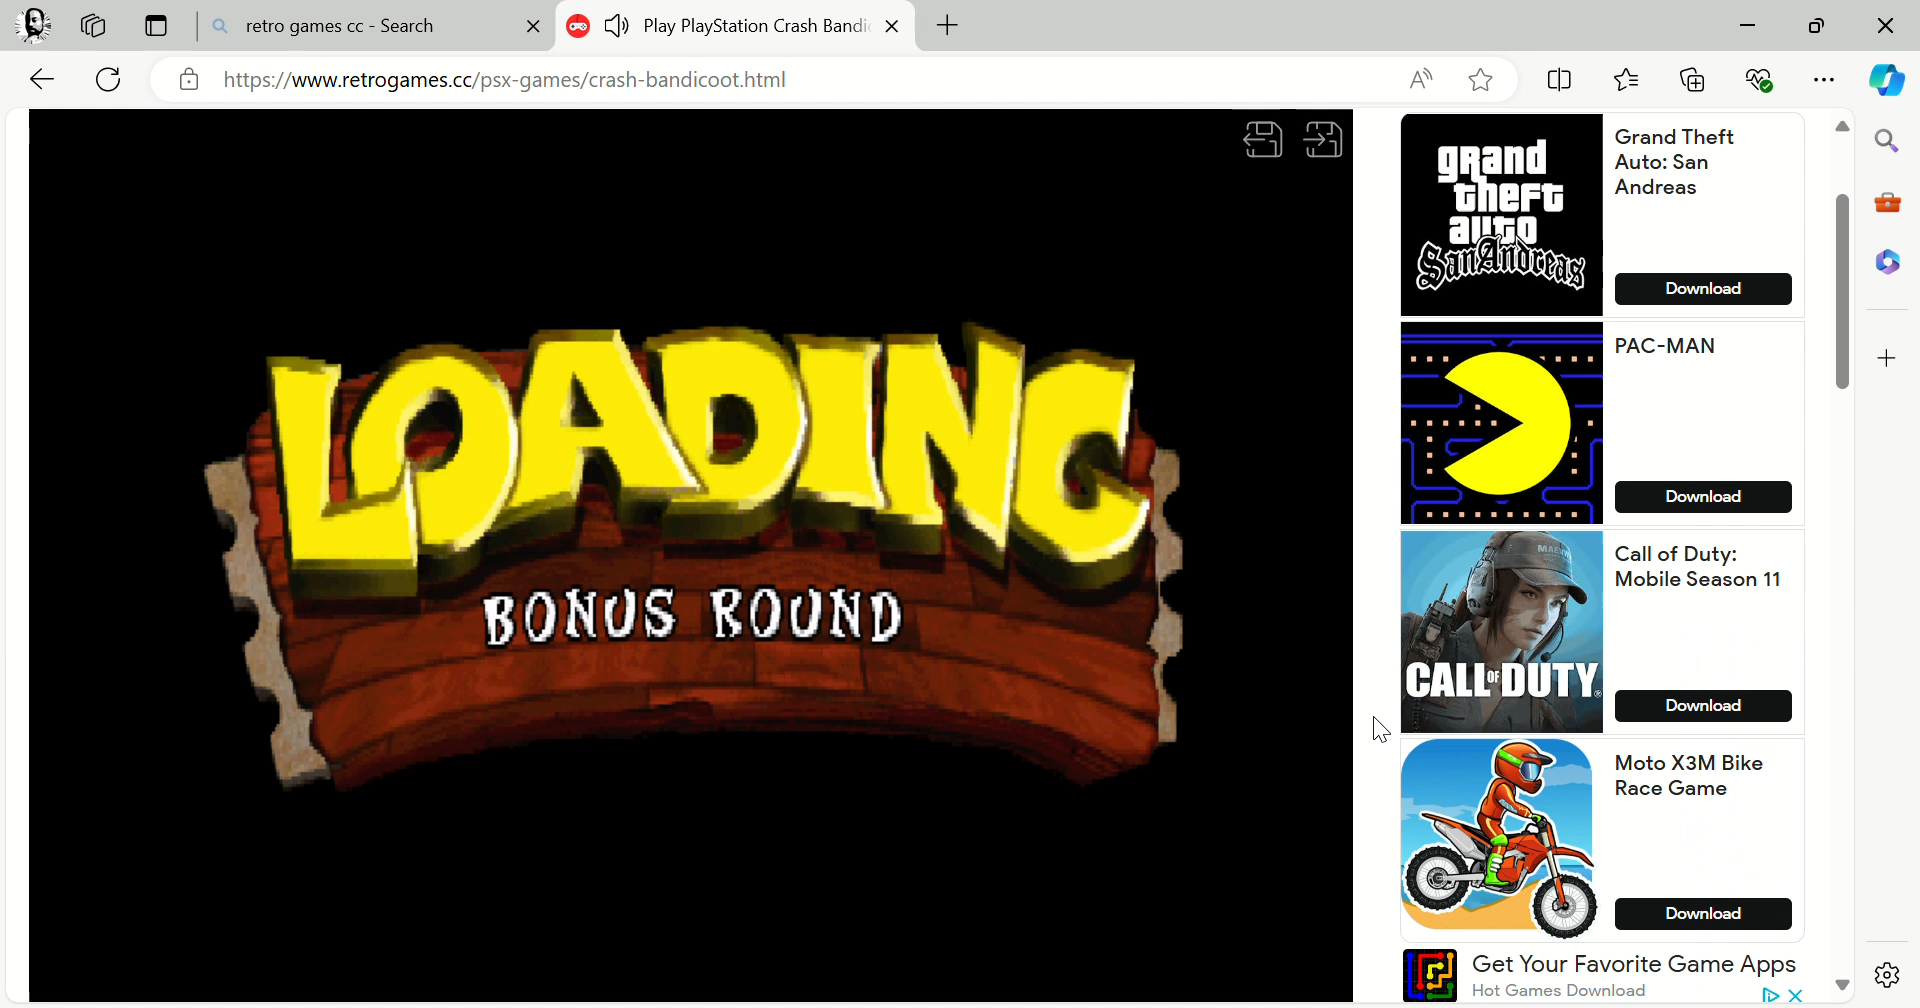 retro games cc - Search
Play PlayStation Crash Bandic
https://www.retrogames.cc/psx-games/crash-bandicoot.html
LOADING
BONUS ROUND
grand
theft
auto
San Andreas
Grand Theft
Auto: San
Andreas
Download
PAC-MAN
Download
CALL OF DUTY
Call of Duty:
Mobile Season 11
Download
Moto X3M Bike
Race Game
Download
Get Your Favorite Game Apps
Hot Games Download